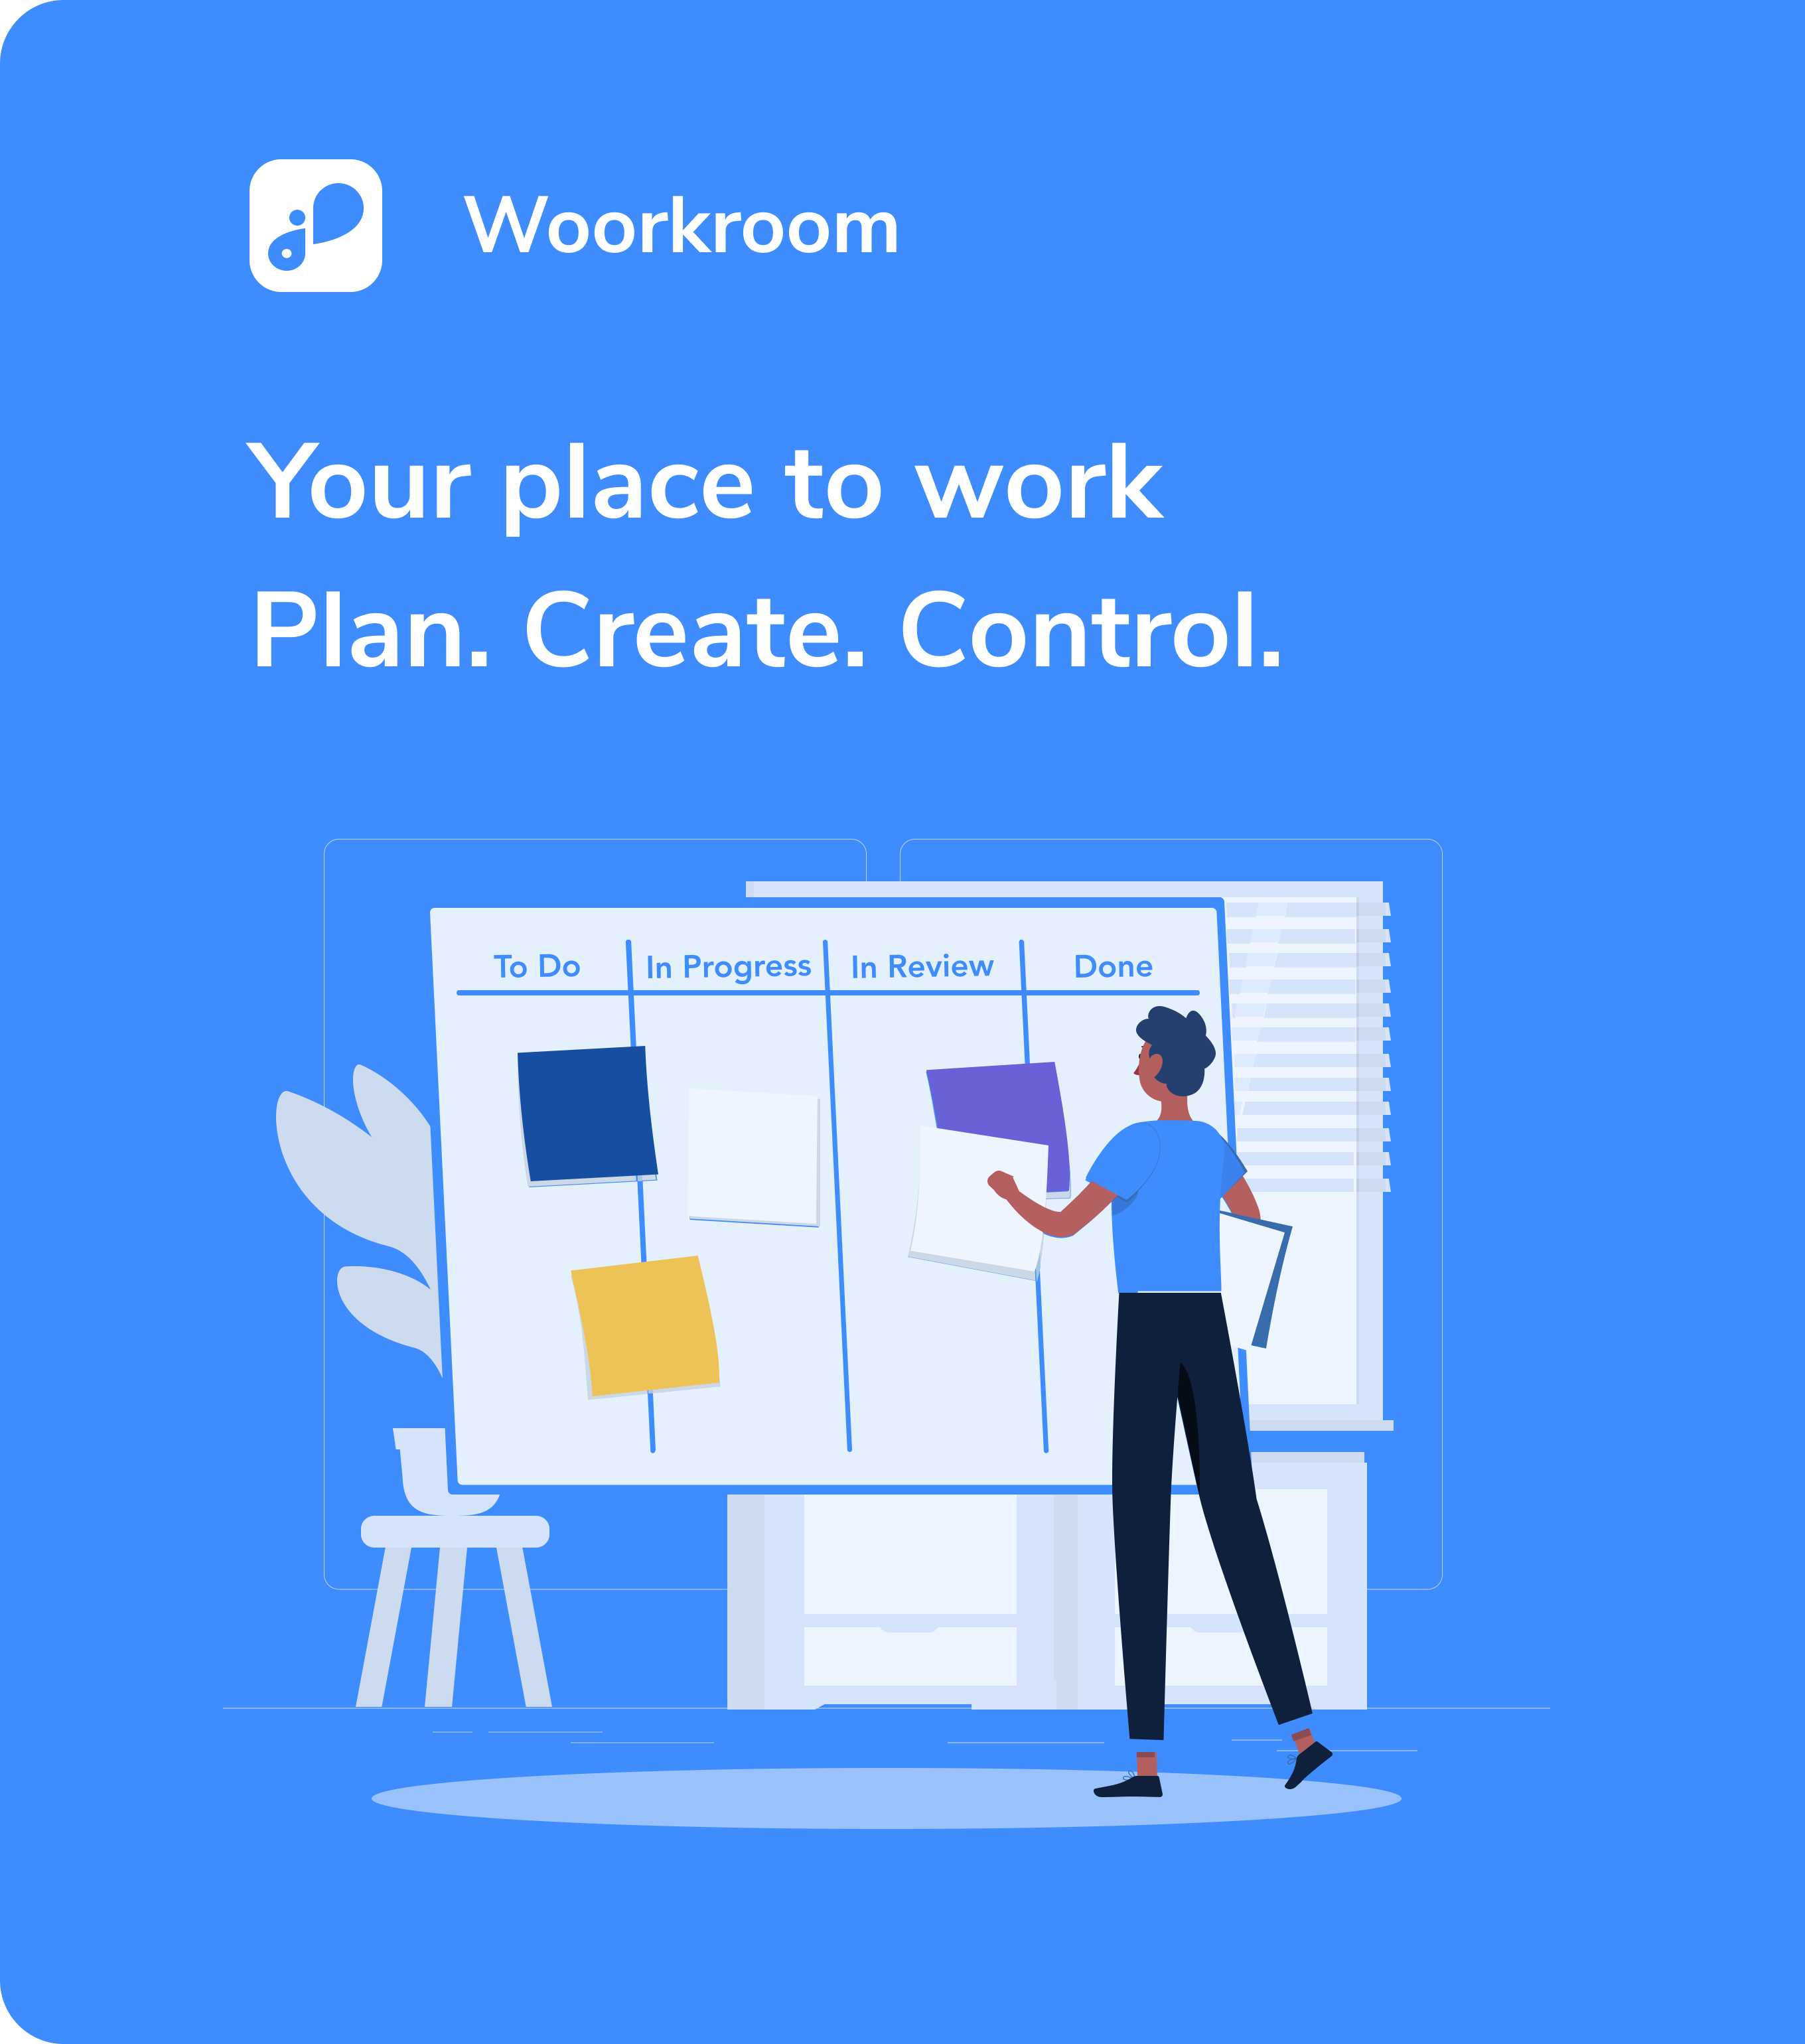 Woorkroom
Your place to work
Plan. Create. Control.
To Do In Progress In Review Done